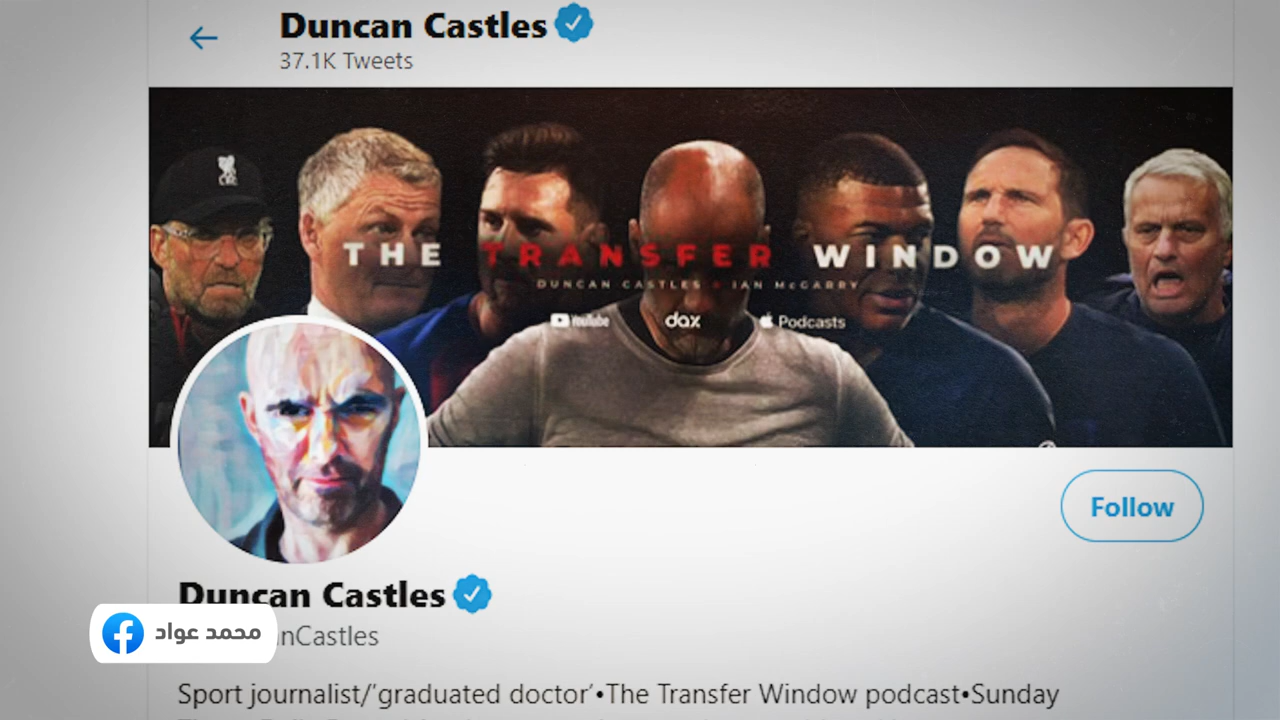 Duncan Castles
37.1K Tweets
THE TRANSFER WINDOW
DUNCAN CASTLES IAN McGARRY
YouTube dax Podcasts
Follow
Duncan Castles
محمد عواد
nCastles
Sport journalist/'graduated doctor'•The Transfer Window podcast•Sunday